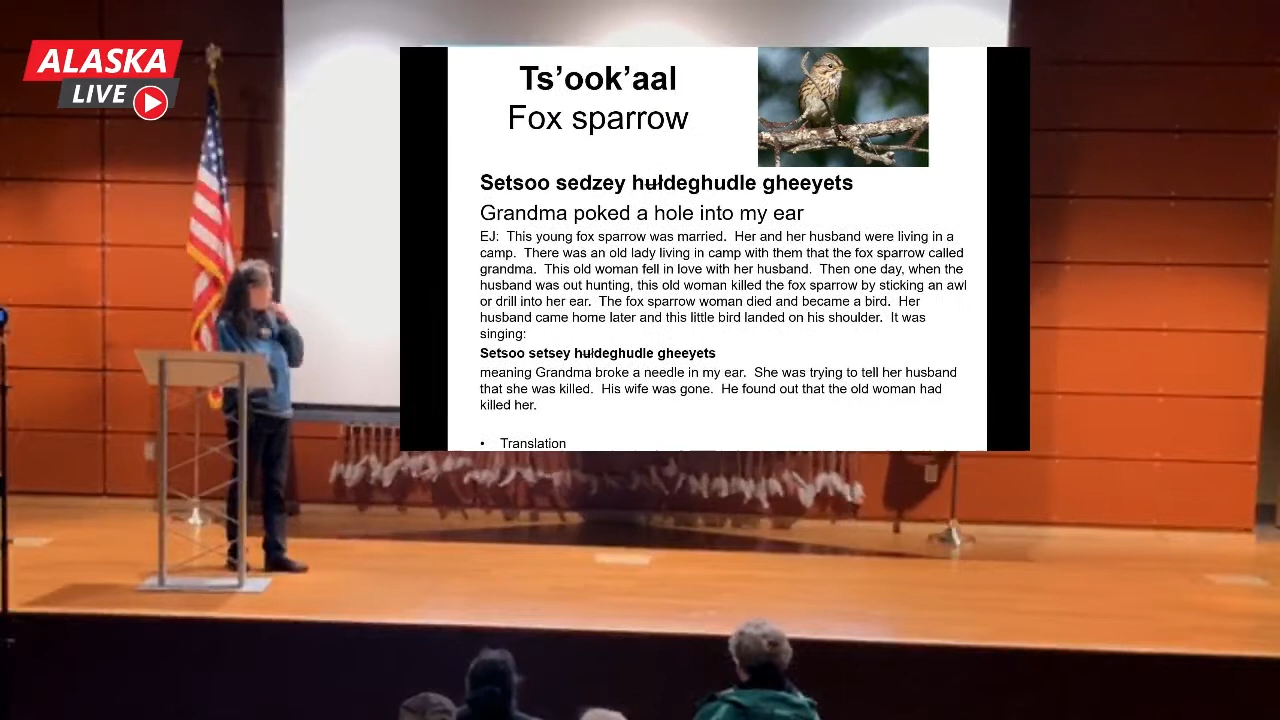 ALASKA
LIVE
Ts’ook’aal
Fox sparrow
Setsoo sedzey hʉłdeghudle gheeyets
Grandma poked a hole into my ear
EJ:  This young fox sparrow was married.  Her and her husband were living in a
camp.  There was an old lady living in camp with them that the fox sparrow called
grandma.  This old woman fell in love with her husband.  Then one day, when the
husband was out hunting, this old woman killed the fox sparrow by sticking an awl
or drill into her ear.  The fox sparrow woman died and became a bird.  Her
husband came home later and this little bird landed on his shoulder.  It was
singing:
Setsoo setsey hʉłdeghudle gheeyets
meaning Grandma broke a needle in my ear.  She was trying to tell her husband
that she was killed.  His wife was gone.  He found out that the old woman had
killed her.
• Translation